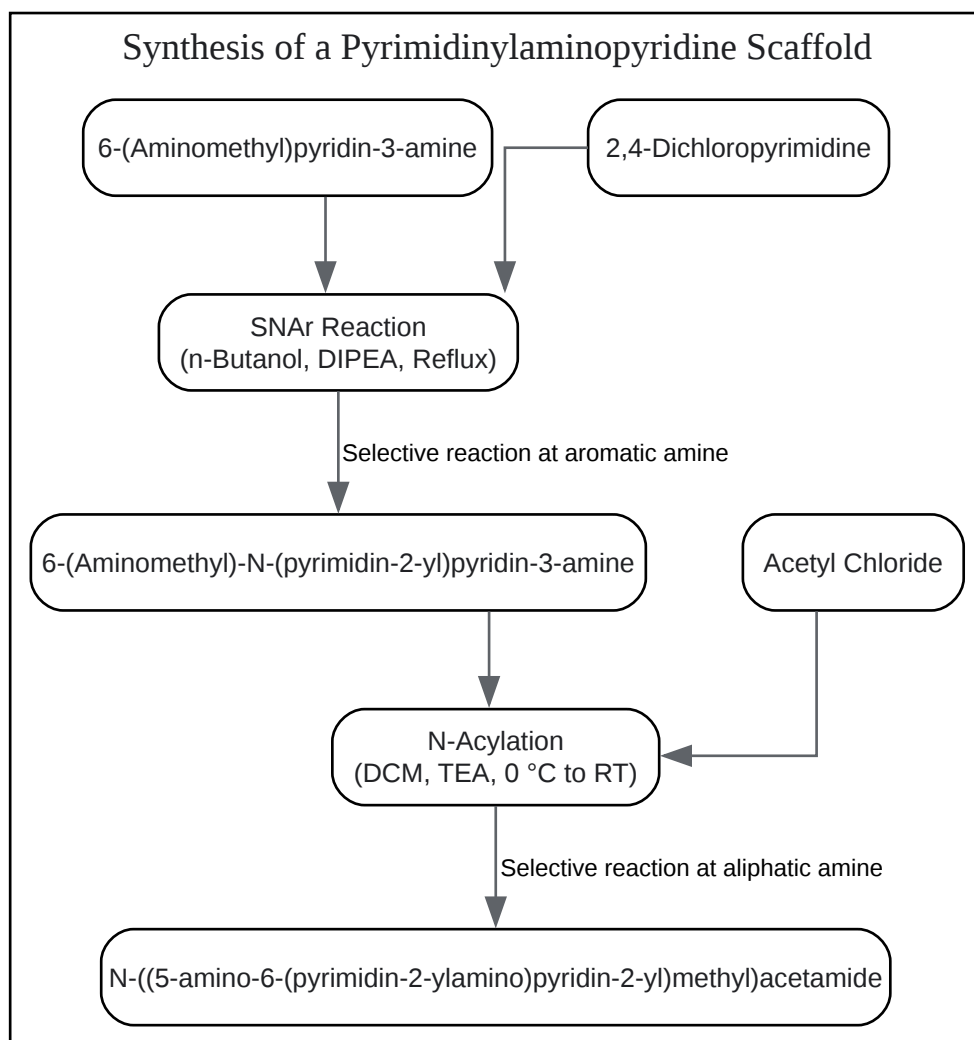 Synthesis of a Pyrimidinylaminopyridine Scaffold
6-(Aminomethyl)pyridin-3-amine
2,4-Dichloropyrimidine
SNAr Reaction
(n-Butanol, DIPEA, Reflux)
Selective reaction at aromatic amine
6-(Aminomethyl)-N-(pyrimidin-2-yl)pyridin-3-amine
Acetyl Chloride
N-Acylation
(DCM, TEA, 0 °C to RT)
Selective reaction at aliphatic amine
N-((5-amino-6-(pyrimidin-2-ylamino)pyridin-2-yl)methyl)acetamide